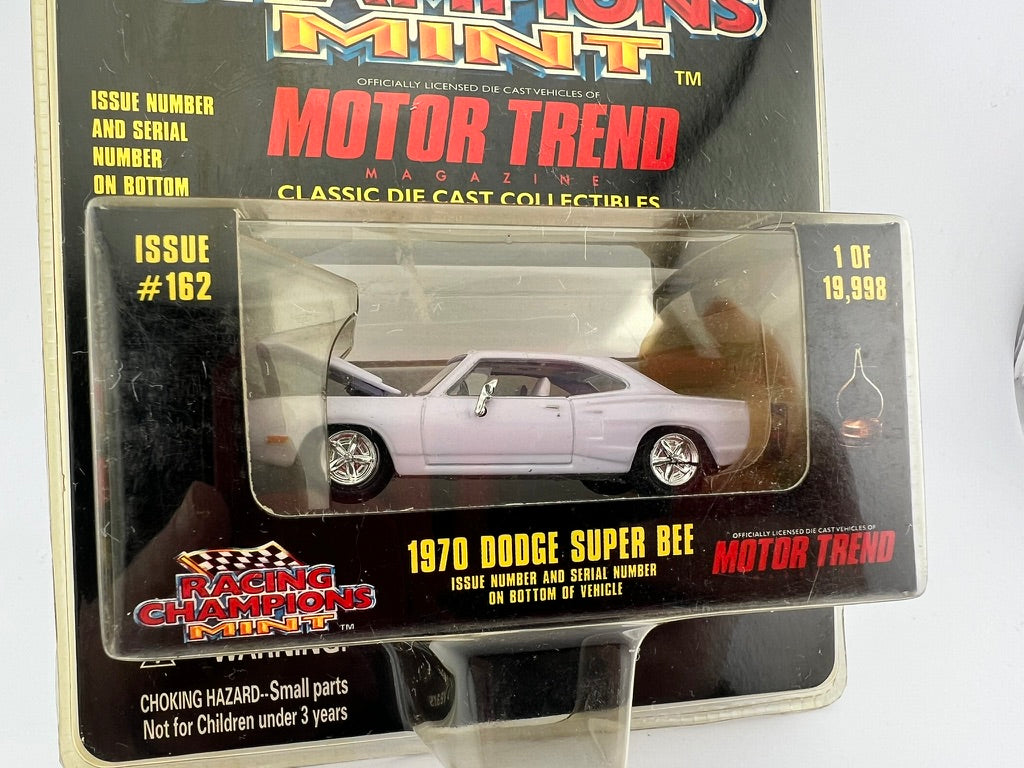 CHAMPIONS
MINT
TM
OFFICIALLY LICENSED DIE CAST VEHICLES OF
MOTOR TREND
MAGAZINE
CLASSIC DIE CAST COLLECTIBLES
ISSUE NUMBER
AND SERIAL
NUMBER
ON BOTTOM
ISSUE
#162
1 OF
19,998
1970 DODGE SUPER BEE
ISSUE NUMBER AND SERIAL NUMBER
ON BOTTOM OF VEHICLE
OFFICIALLY LICENSED DIE CAST VEHICLES OF
MOTOR TREND
RACING
CHAMPIONS
MINT TM
WARNING:
CHOKING HAZARD--Small parts
Not for Children under 3 years